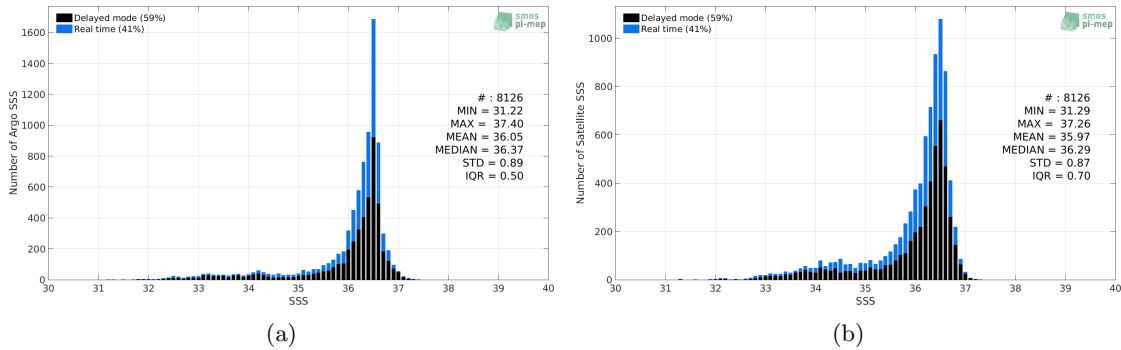 Delayed mode (59%)
Real time (41%)
smos
pi-mep
# : 8126
MIN = 31.22
MAX = 37.40
MEAN = 36.05
MEDIAN = 36.37
STD = 0.89
IQR = 0.50
Number of Argo SSS
1600
1400
1200
1000
800
600
400
200
0
30 31 32 33 34 35 36 37 38 39 40
SSS
(a)
Delayed mode (59%)
Real time (41%)
smos
pi-mep
# : 8126
MIN = 31.29
MAX = 37.26
MEAN = 35.97
MEDIAN = 36.29
STD = 0.87
IQR = 0.70
Number of Satellite SSS
1000
800
600
400
200
0
30 31 32 33 34 35 36 37 38 39 40
SSS
(b)